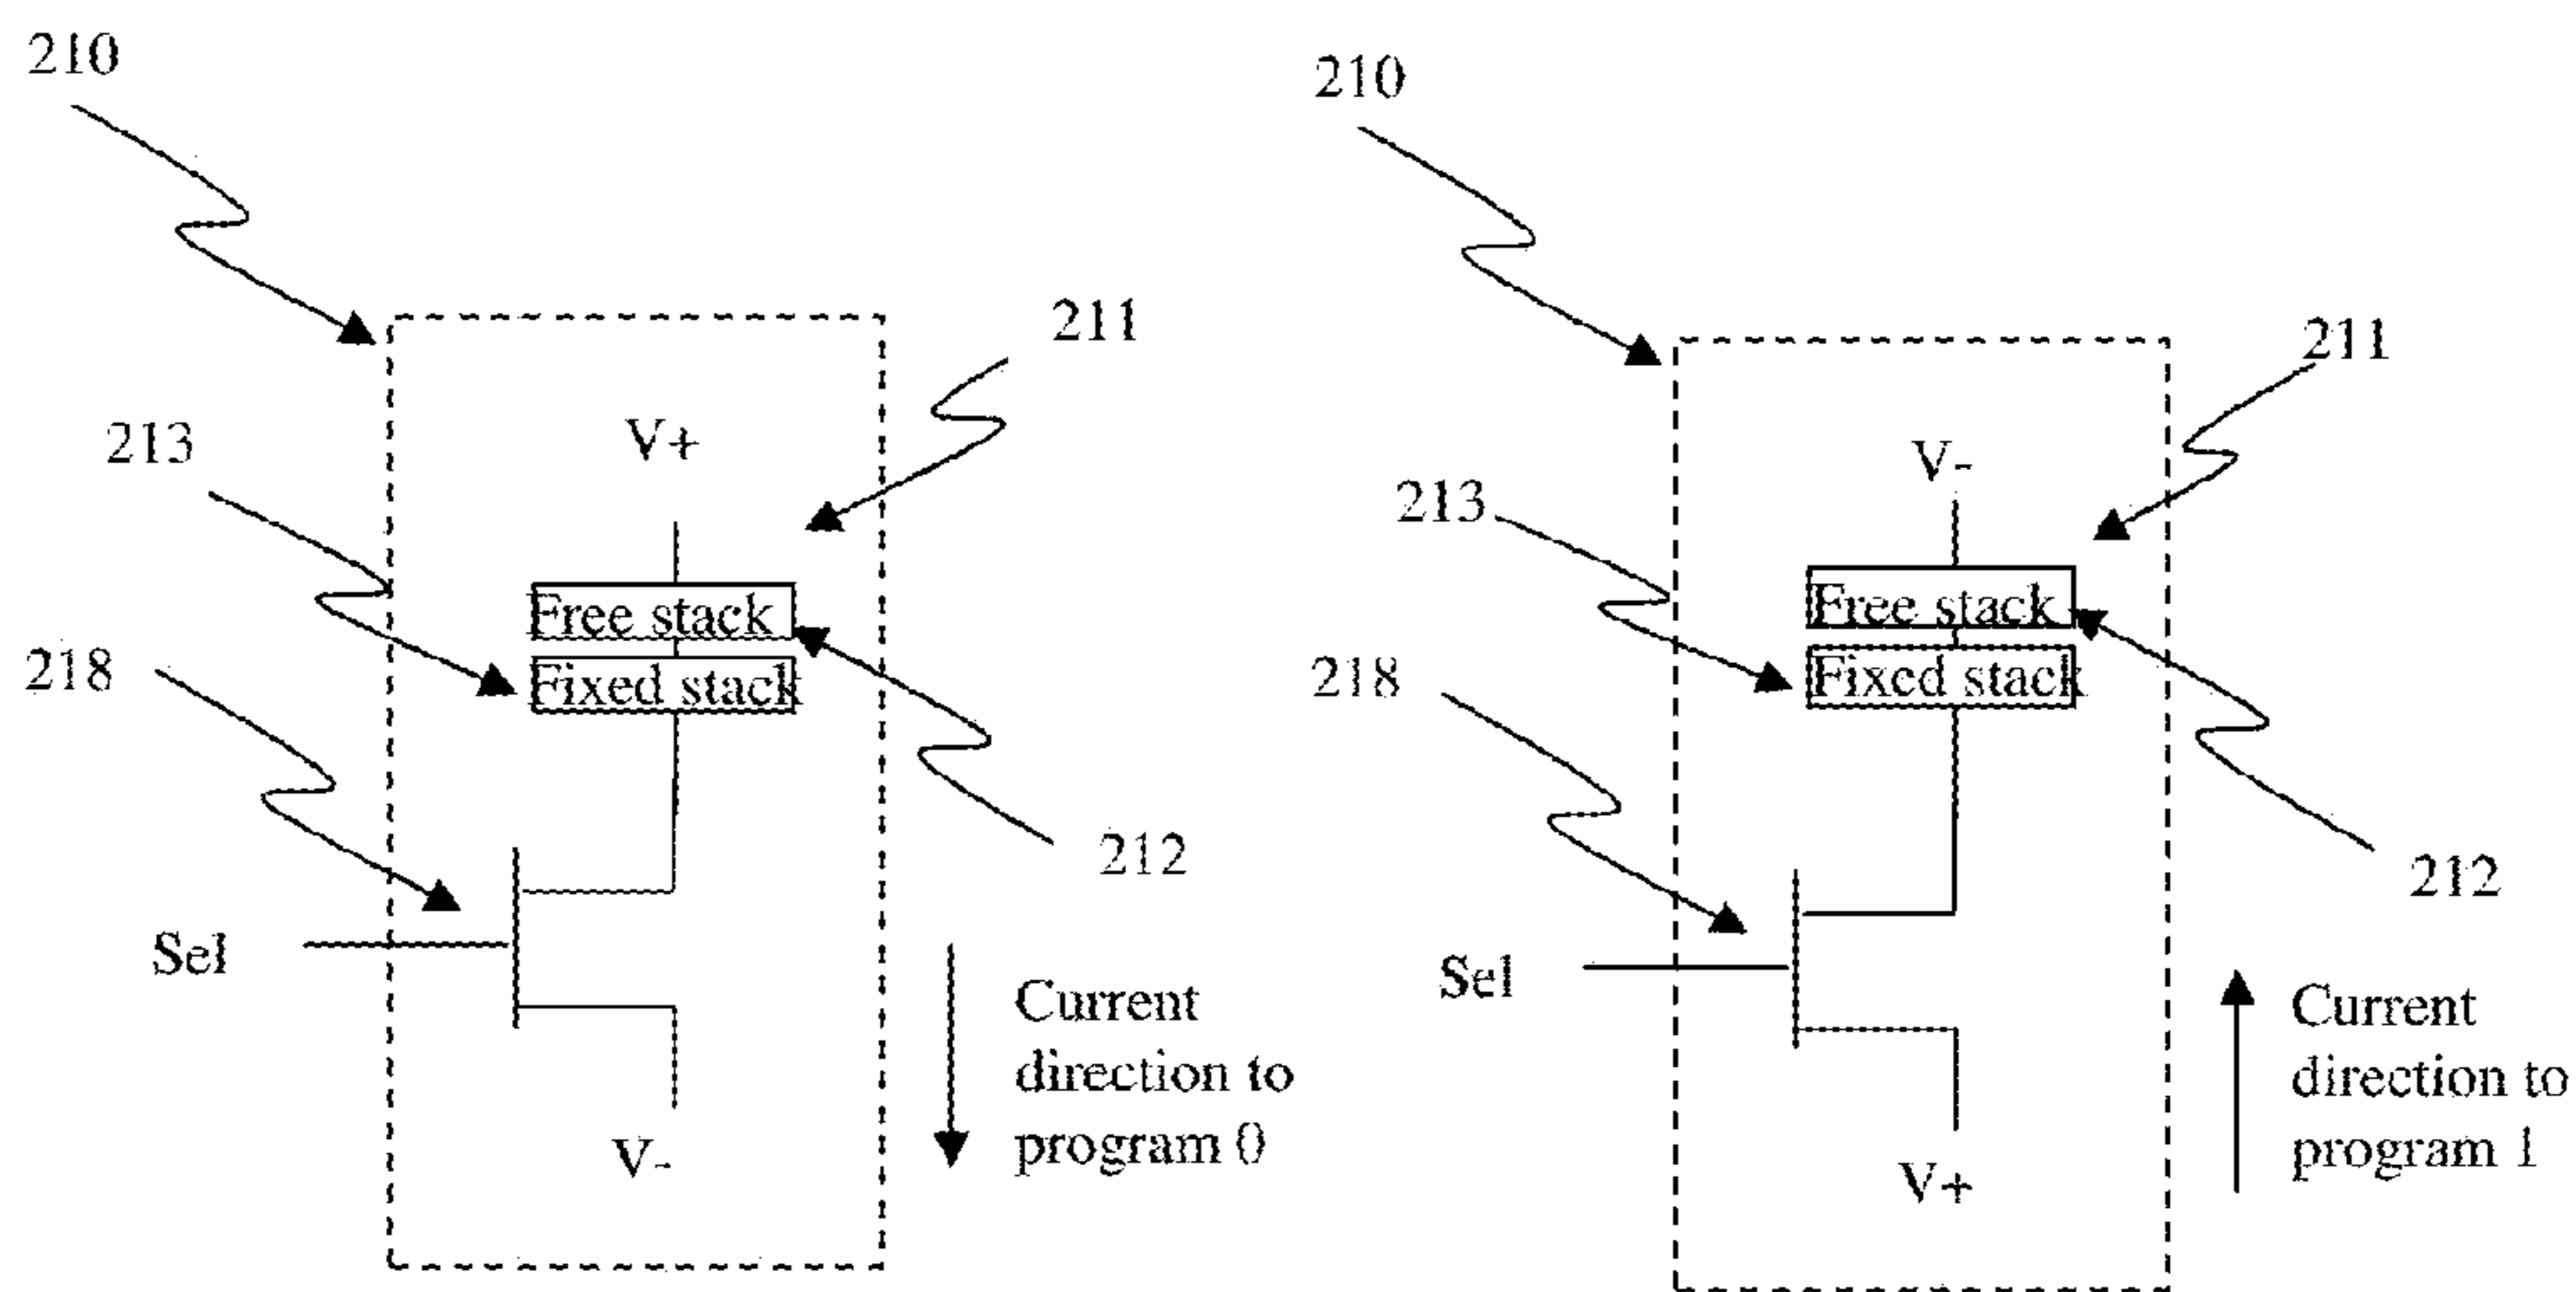 210
211
213
V+
Free stack
Fixed stack
218
212
Sel
Current
direction to
program 0
V-
210
211
V-
213
Free stack
Fixed stack
218
212
Sel
Current
direction to
program 1
V+